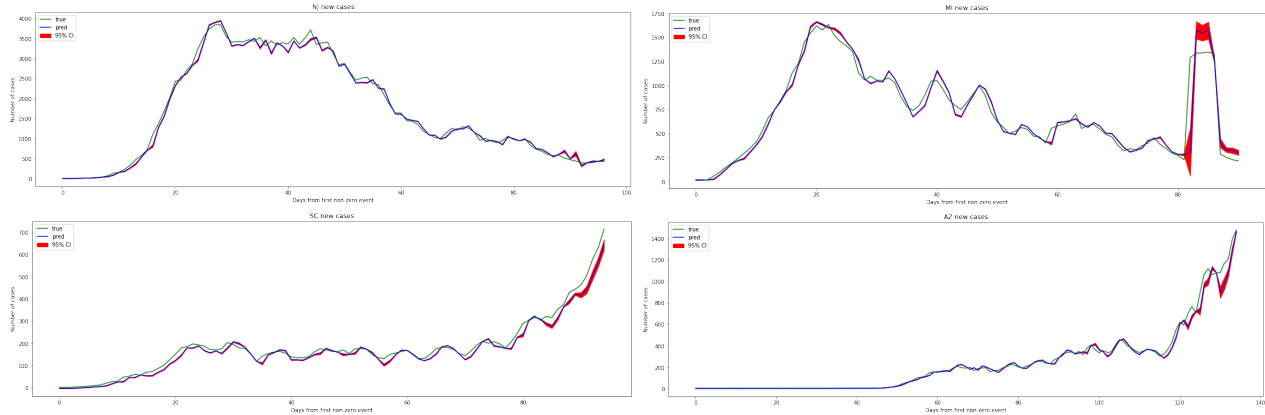 NJ new cases
true
pred
95% CI
Number of cases
4000
3500
3000
2500
2000
1500
1000
500
0
0 20 40 60 80 100
Days from first non-zero event
MI new cases
true
pred
95% CI
Number of cases
1750
1500
1250
1000
750
500
250
0
0 20 40 60 80
Days from first non-zero event
SC new cases
true
pred
95% CI
Number of cases
700
600
500
400
300
200
100
0
0 20 40 60 80
Days from first non-zero event
AZ new cases
true
pred
95% CI
Number of cases
1400
1200
1000
800
600
400
200
0
0 20 40 60 80 100 120 140
Days from first non-zero event